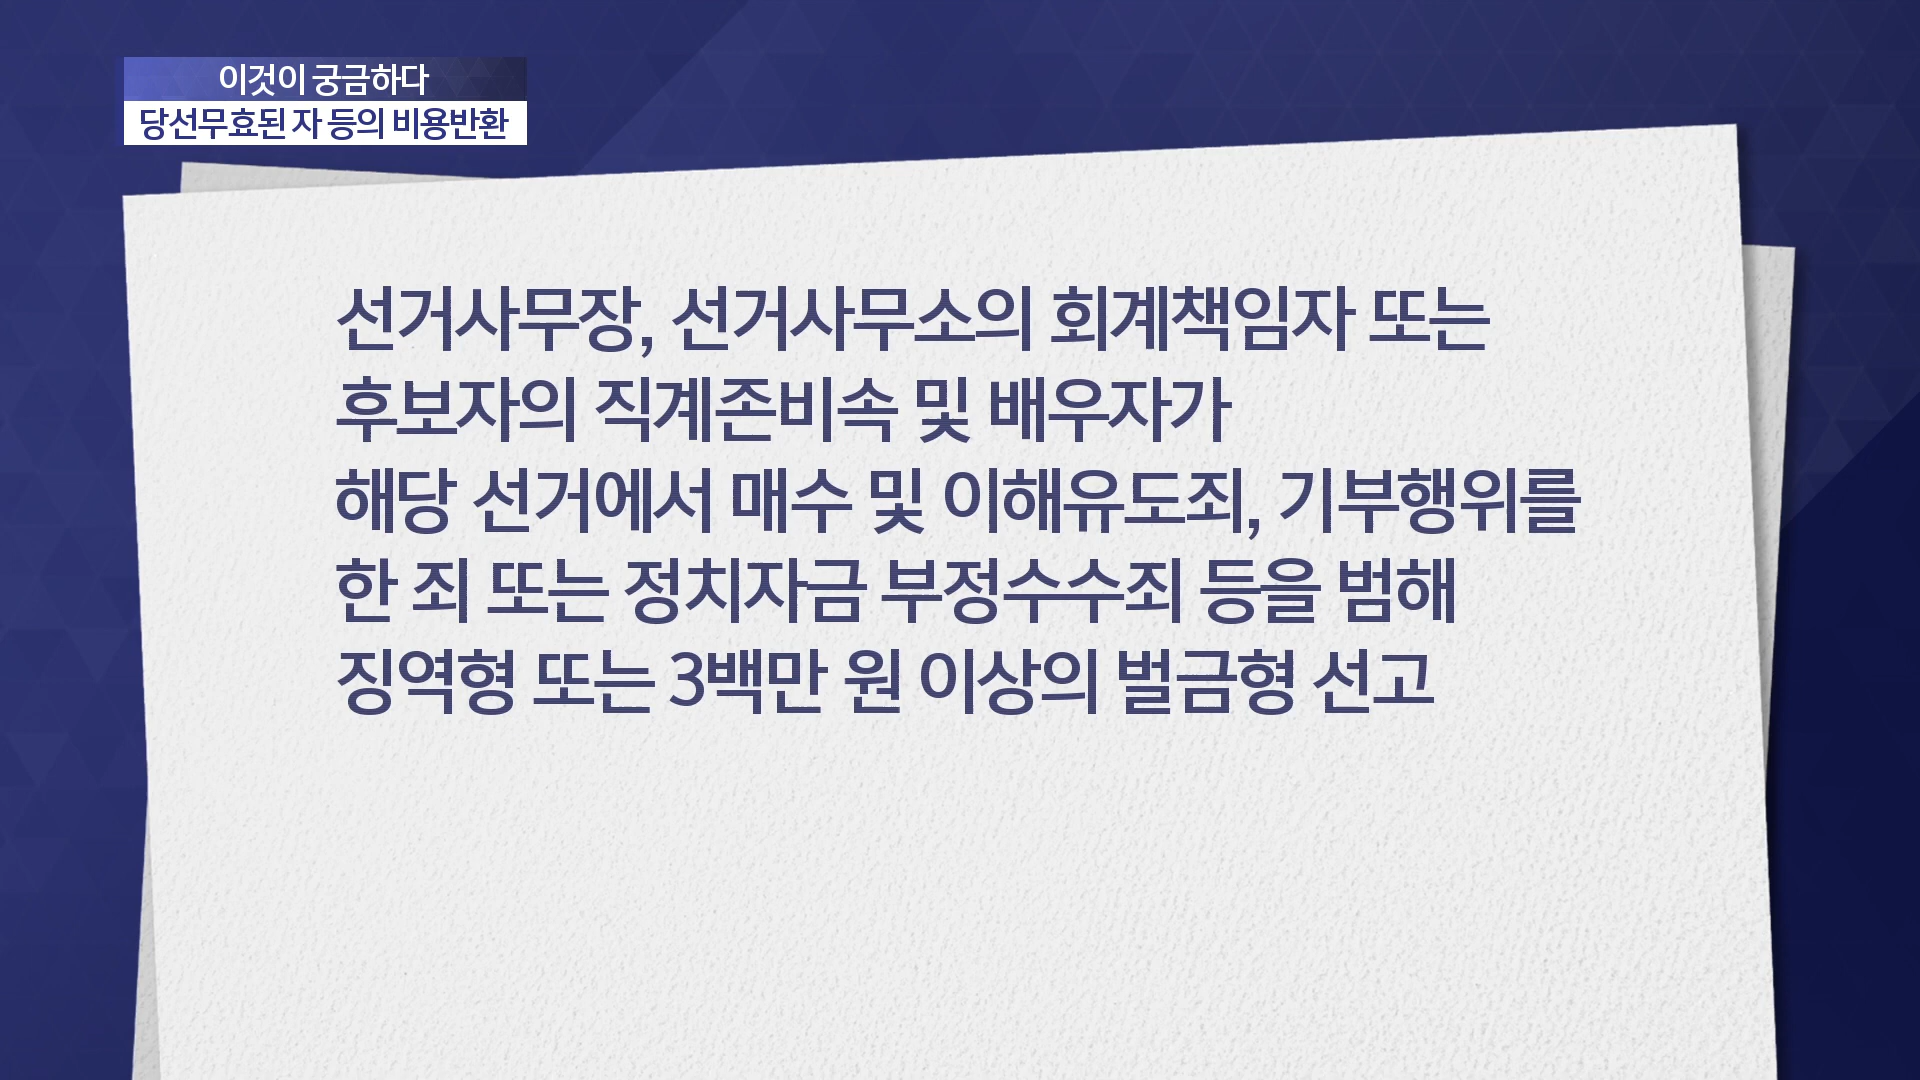 이것이 궁금하다
당선무효된 자 등의 비용반환
선거사무장, 선거사무소의 회계책임자 또는
후보자의 직계존비속 및 배우자가
해당 선거에서 매수 및 이해유도죄, 기부행위를
한 죄 또는 정치자금 부정수수죄 등을 범해
징역형 또는 3백만 원 이상의 벌금형 선고